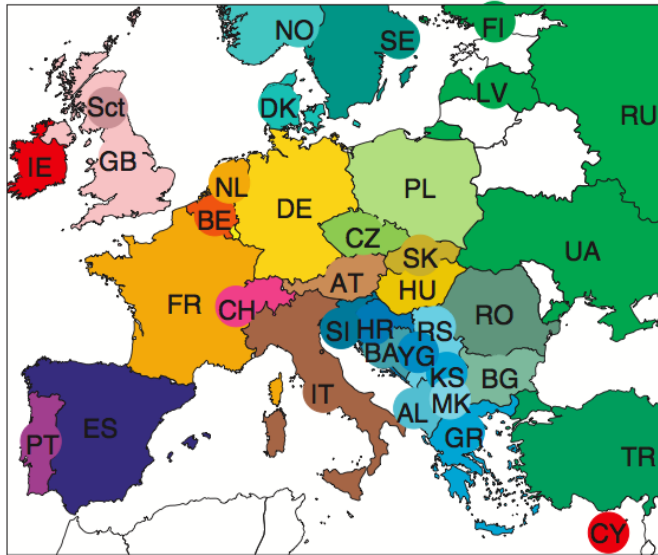 NO
SE
FI
Sct
DK
LV
RU
IE
GB
NL
BE
DE
PL
CZ
SK
UA
FR
CH
AT
HU
RO
SI
HR
RS
BA
YG
KS
BG
IT
AL
MK
GR
PT
ES
TR
CY